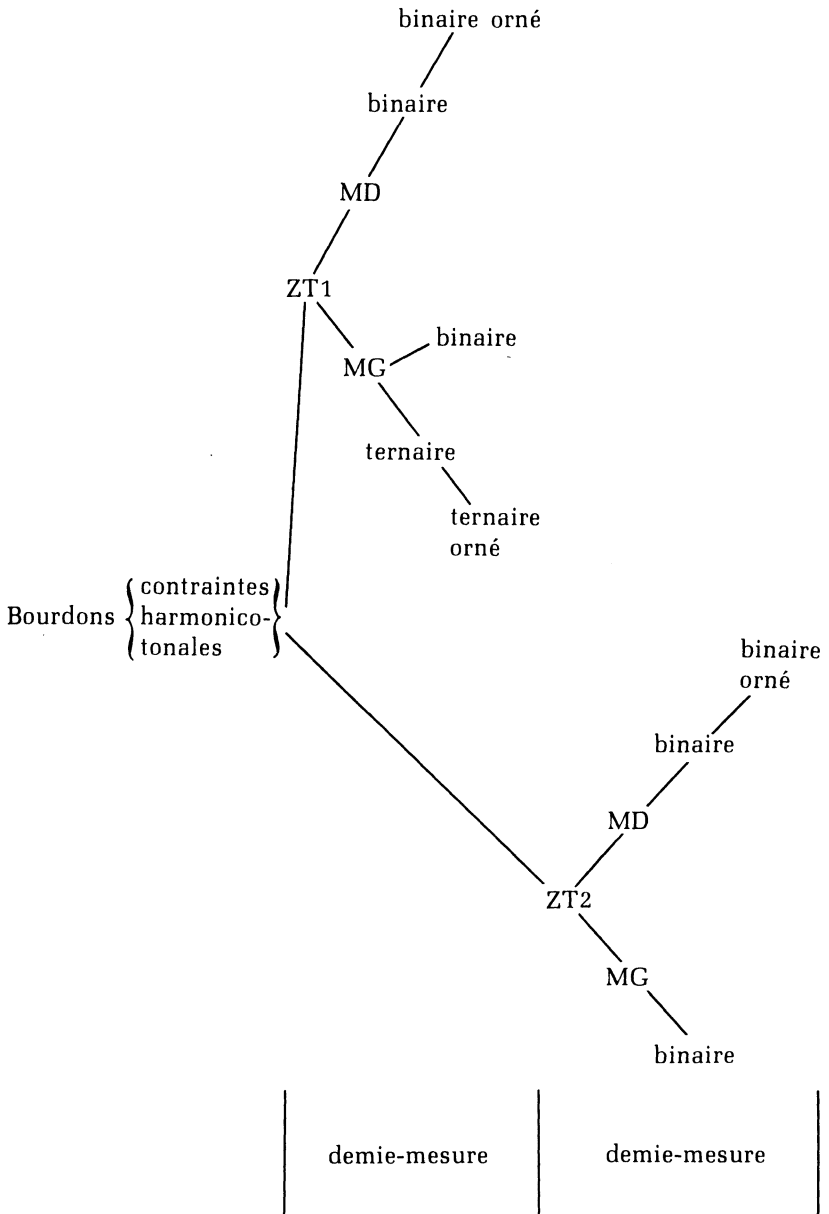 binaire orné
binaire
MD
ZT1
binaire
MG
ternaire
ternaire
orné
contraintes
Bourdons { harmonico- }
tonales
binaire
orné
binaire
MD
ZT2
MG
binaire
demie-mesure demie-mesure